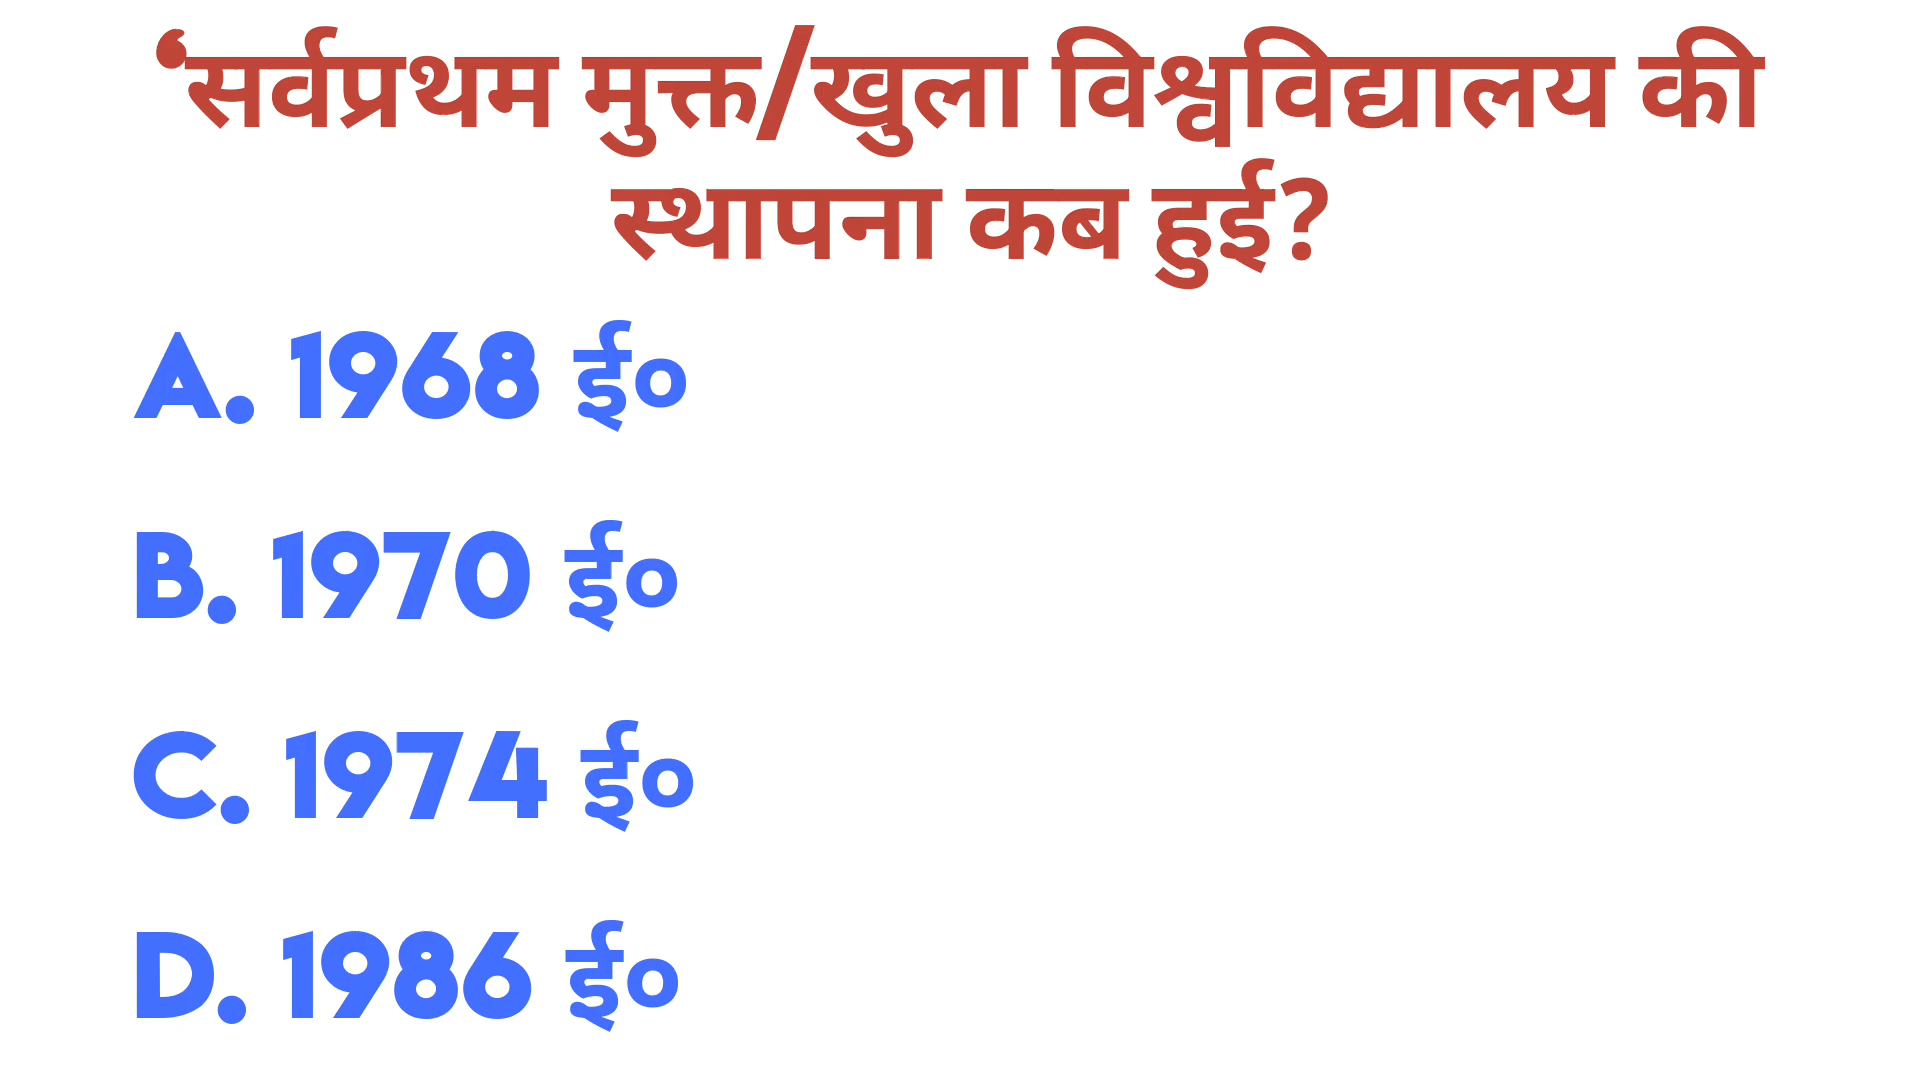 ‘सर्वप्रथम मुक्त/खुला विश्वविद्यालय की
स्थापना कब हुई?
A. 1968 ई०
B. 1970 ई०
C. 1974 ई०
D. 1986 ई०